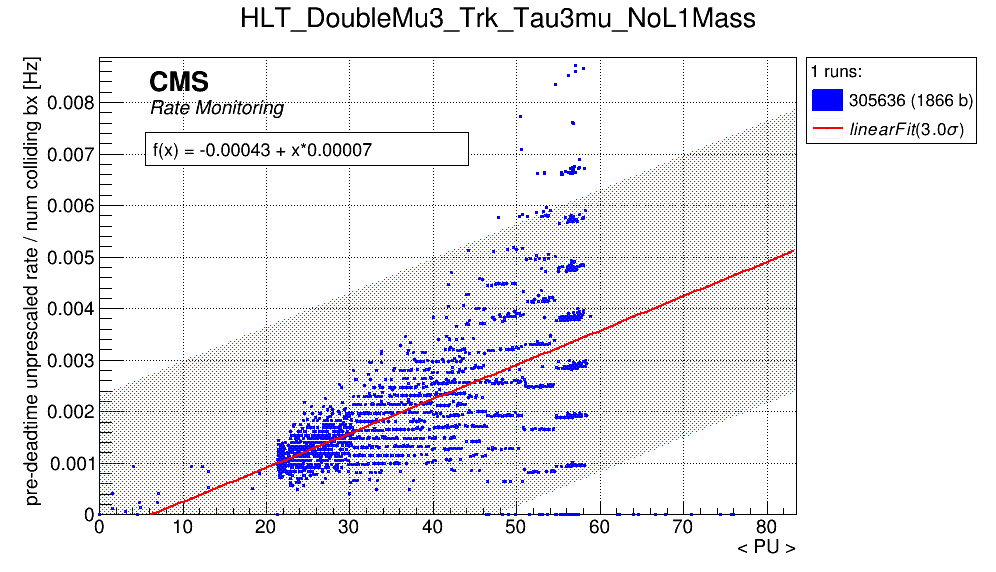 HLT_DoubleMu3_Trk_Tau3mu_NoL1Mass
pre-deadtime unprescaled rate / num colliding bx [Hz]
CMS
Rate Monitoring
f(x) = -0.00043 + x*0.00007
0.008
0.007
0.006
0.005
0.004
0.003
0.002
0.001
0
0 10 20 30 40 50 60 70 80
< PU >
1 runs:
305636 (1866 b)
linearFit(3.0σ)